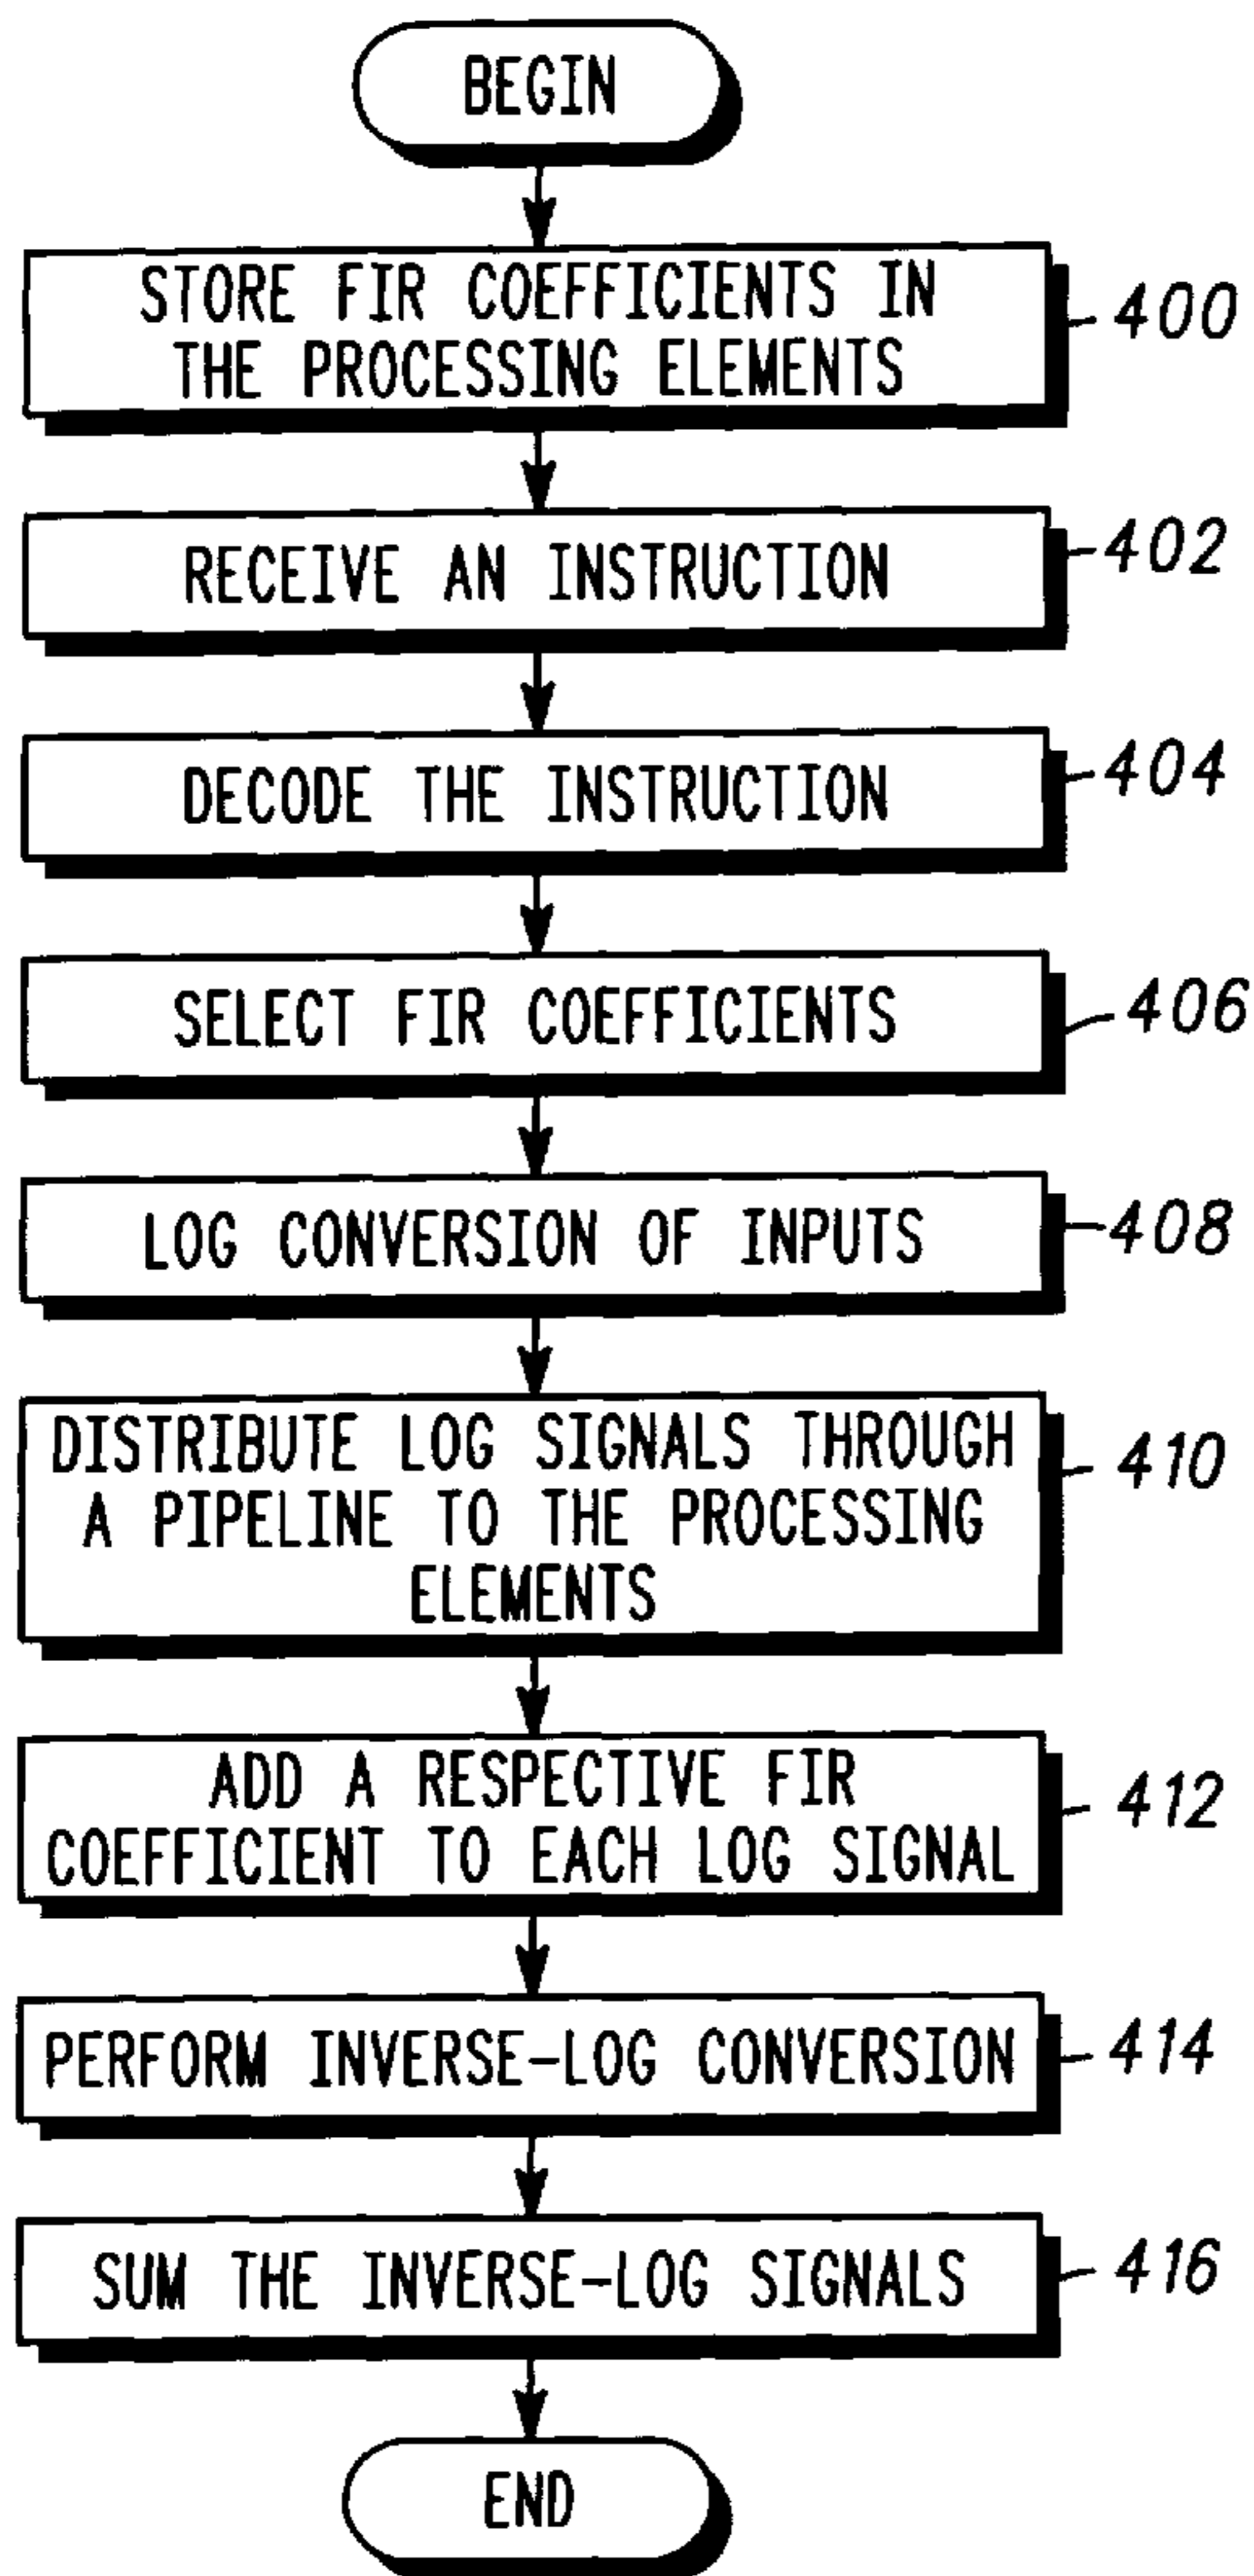 BEGIN
STORE FIR COEFFICIENTS IN
THE PROCESSING ELEMENTS
400
RECEIVE AN INSTRUCTION
402
DECODE THE INSTRUCTION
404
SELECT FIR COEFFICIENTS
406
LOG CONVERSION OF INPUTS
408
DISTRIBUTE LOG SIGNALS THROUGH
A PIPELINE TO THE PROCESSING
ELEMENTS
410
ADD A RESPECTIVE FIR
COEFFICIENT TO EACH LOG SIGNAL
412
PERFORM INVERSE-LOG CONVERSION
414
SUM THE INVERSE-LOG SIGNALS
416
END